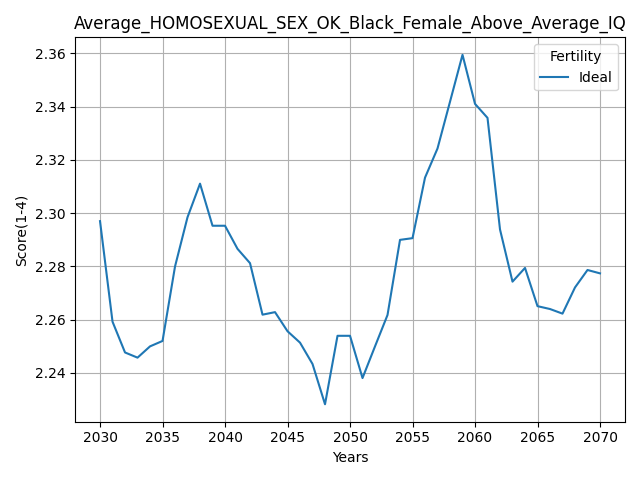 Average_HOMOSEXUAL_SEX_OK_Black_Female_Above_Average_IQ
Fertility
Ideal
Score(1-4)
2.36
2.34
2.32
2.30
2.28
2.26
2.24
2030 2035 2040 2045 2050 2055 2060 2065 2070
Years